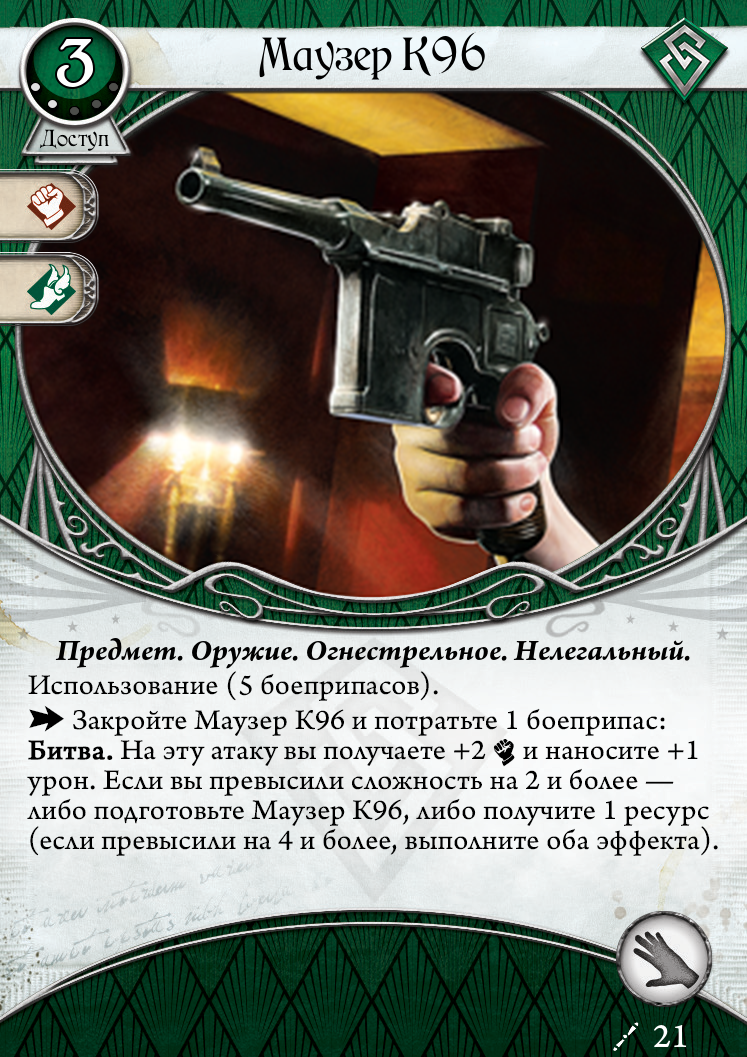 3
Маузер К96
Доступ
Предмет. Оружие. Огнестрельное. Нелегальный.
Использование (5 боеприпасов).
Закройте Маузер К96 и потратьте 1 боеприпас:
Битва. На эту атаку вы получаете +2 и наносите +1
урон. Если вы превысили сложность на 2 и более —
либо подготовьте Маузер К96, либо получите 1 ресурс
(если превысили на 4 и более, выполните оба эффекта).
21